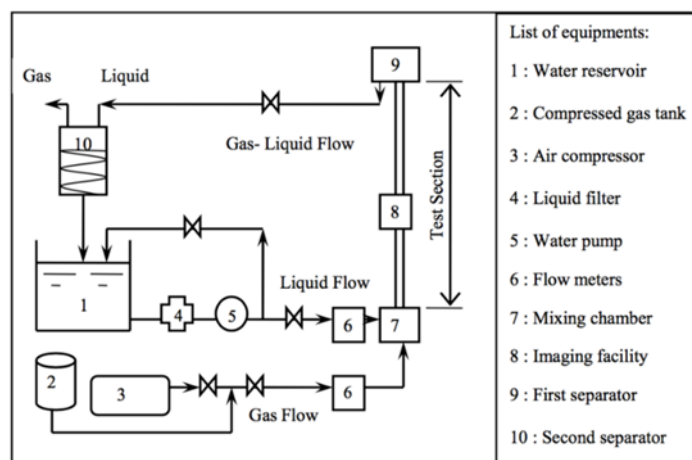 Gas
Liquid
9
10
Gas- Liquid Flow
Test Section
8
Liquid Flow
1
4
5
6
7
2
3
6
Gas Flow
List of equipments:
1 : Water reservoir
2 : Compressed gas tank
3 : Air compressor
4 : Liquid filter
5 : Water pump
6 : Flow meters
7 : Mixing chamber
8 : Imaging facility
9 : First separator
10 : Second separator